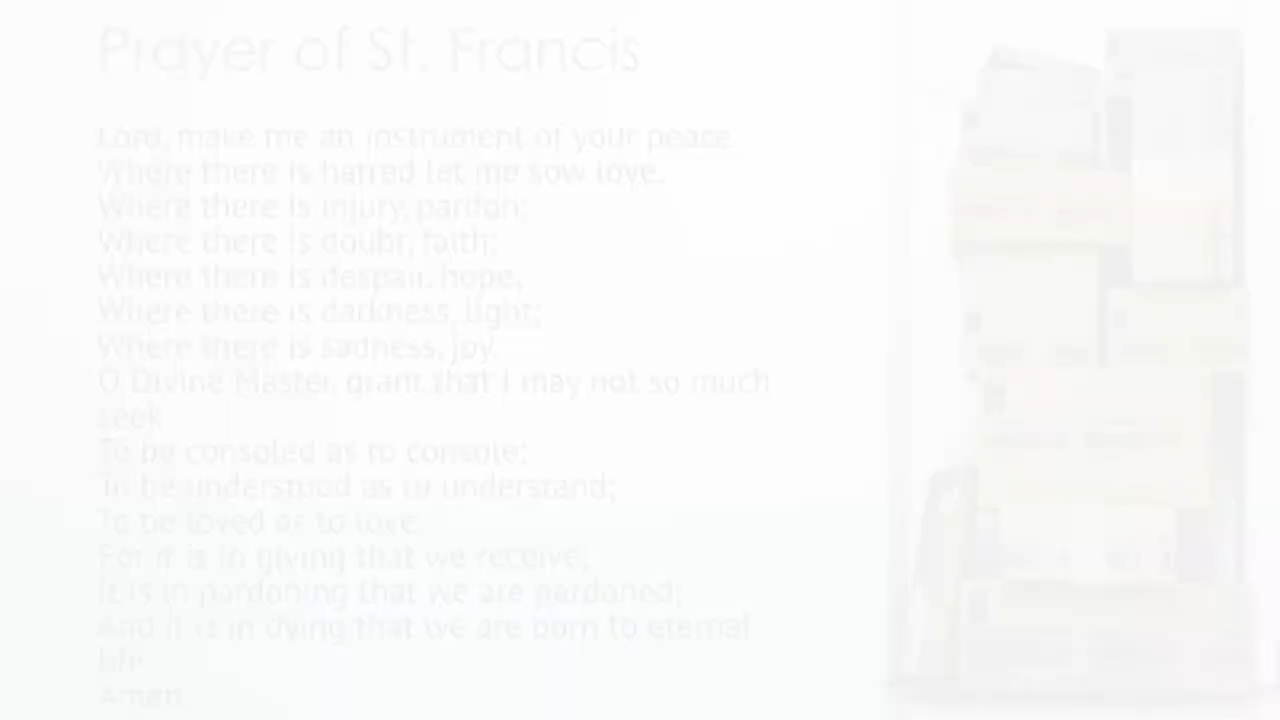 Prayer of St. Francis
Lord, make me an instrument of your peace.
Where there is hatred let me sow love.
Where there is injury, pardon;
Where there is doubt, faith;
Where there is despair, hope,
Where there is darkness, light;
Where there is sadness, joy.
O Divine Master, grant that I may not so much
seek
To be consoled as to console;
To be understood as to understand;
To be loved as to love.
For it is in giving that we receive;
It is in pardoning that we are pardoned;
And it is in dying that we are born to eternal
life.
Amen.